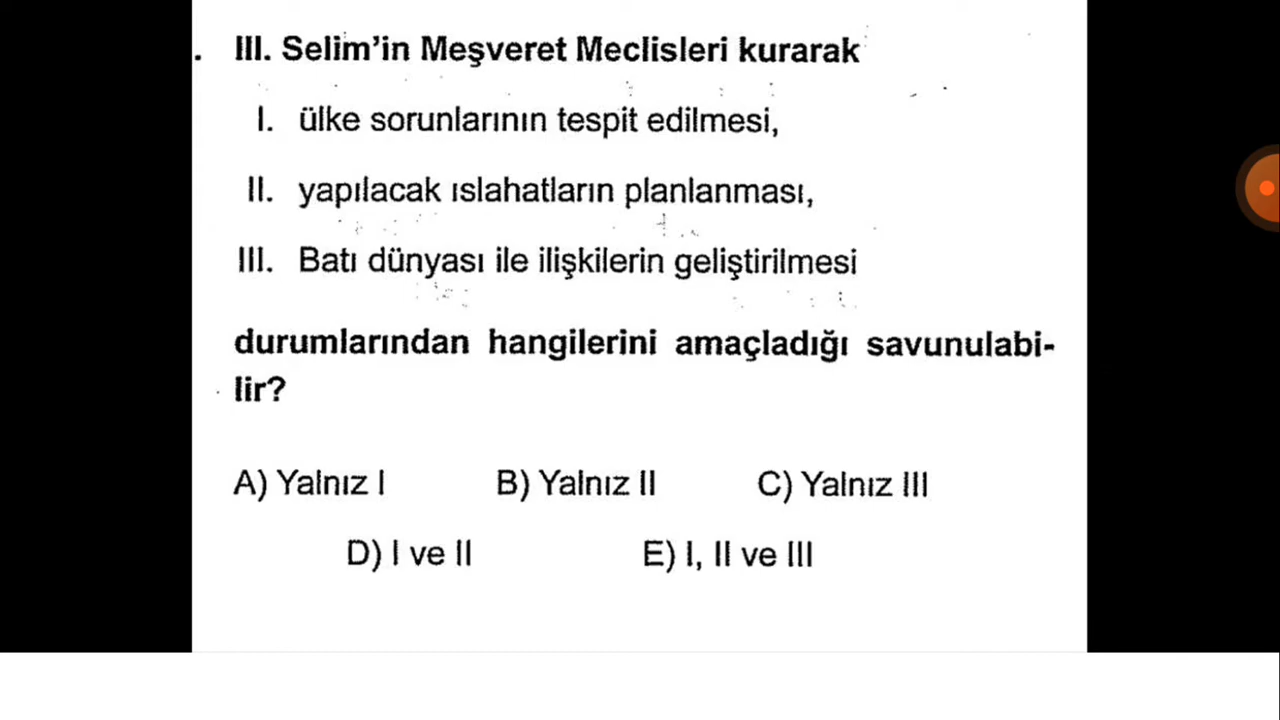 . III. Selim'in Meşveret Meclisleri kurarak
I. ülke sorunlarının tespit edilmesi,
II. yapılacak ıslahatların planlanması,
III. Batı dünyası ile ilişkilerin geliştirilmesi
durumlarından hangilerini amaçladığı savunulabi-
lir?
A) Yalnız I B) Yalnız II C) Yalnız III
D) I ve II E) I, II ve III